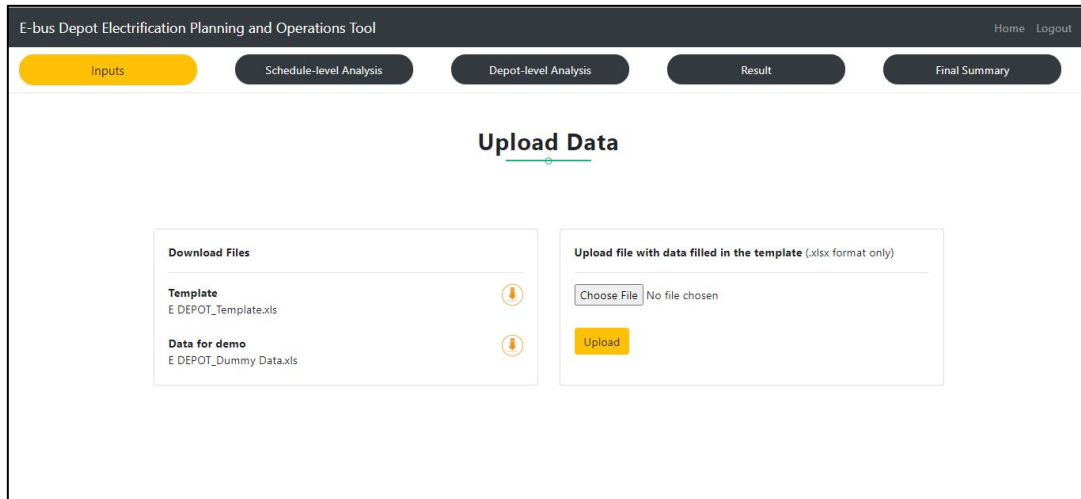 E-bus Depot Electrification Planning and Operations Tool
Home Logout
Inputs
Schedule-level Analysis
Depot-level Analysis
Result
Final Summary
Upload Data
Download Files
Template
E DEPOT_Template.xls
Data for demo
E DEPOT_Dummy Data.xls
Upload file with data filled in the template (.xlsx format only)
Choose File No file chosen
Upload